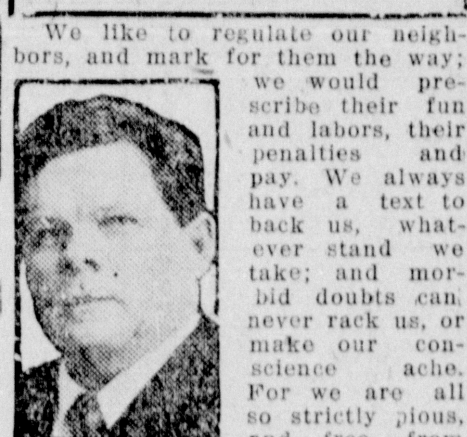 We like to regulate our neigh-
bors, and mark for them the way;
we would pre-
scribe their fun
and labors, their
penalties and
pay. We always
have a text to
back us, what-
ever stand we
take; and mor-
bid doubts can
never rack us, or
make our con-
science ache.
For we are all
so strictly pious,
and free from